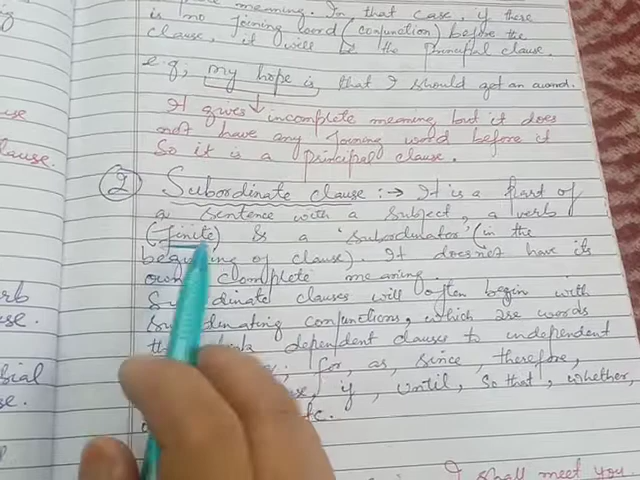 meaning. In that case, if there
is no Joining word (conjunction) before the
clause, it will be the Principal clause.
e.g; my hope is that I should get an award.
It gives incomplete meaning but it does
not have any Joining word before it
So it is a principal clause.
(2) Subordinate clause :→ It is a Part of
a sentence with a subject, a verb
(finite) & a 'subordinator' (in the
begining of clause). It doesnot have its
own complete meaning.
Subordinate clauses will often begin with
conjunctions, which are words
dependent clauses to independent
; for, as, since, therefore,
if, until, so that, whether,
etc.
I shall meet you.